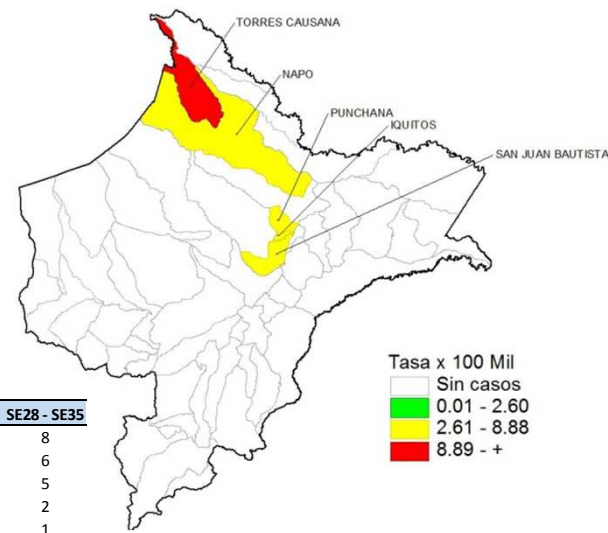 TORRES CAUSANA
NAPO
PUNCHANA
IQUITOS
SAN JUAN BAUTISTA
Tasa x 100 Mil
Sin casos
0.01 - 2.60
2.61 - 8.88
8.89 - +
SE28 - SE35
8
6
5
2
1